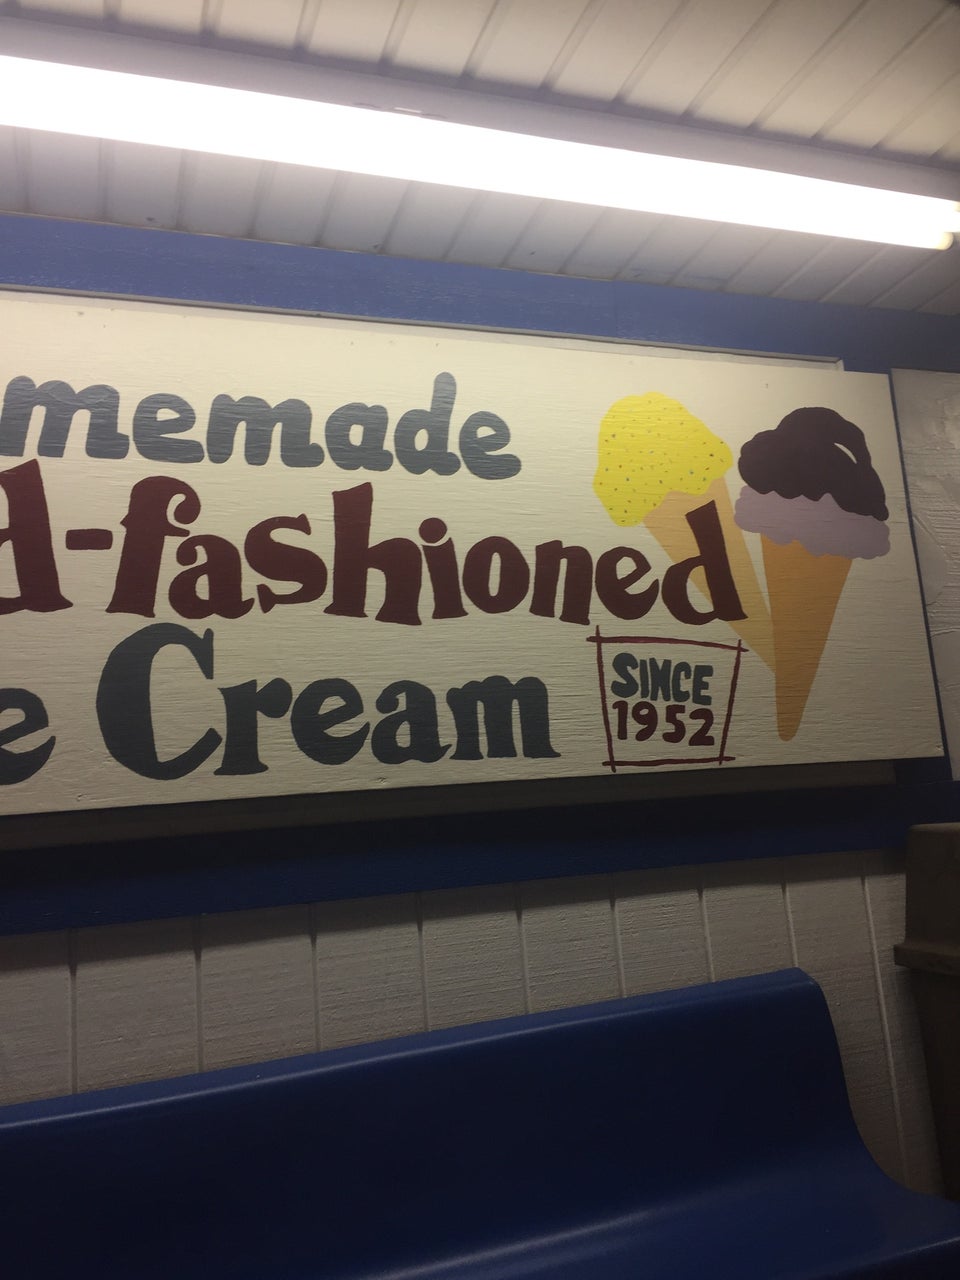 memade
d-fashioned
e Cream
SINCE
1952